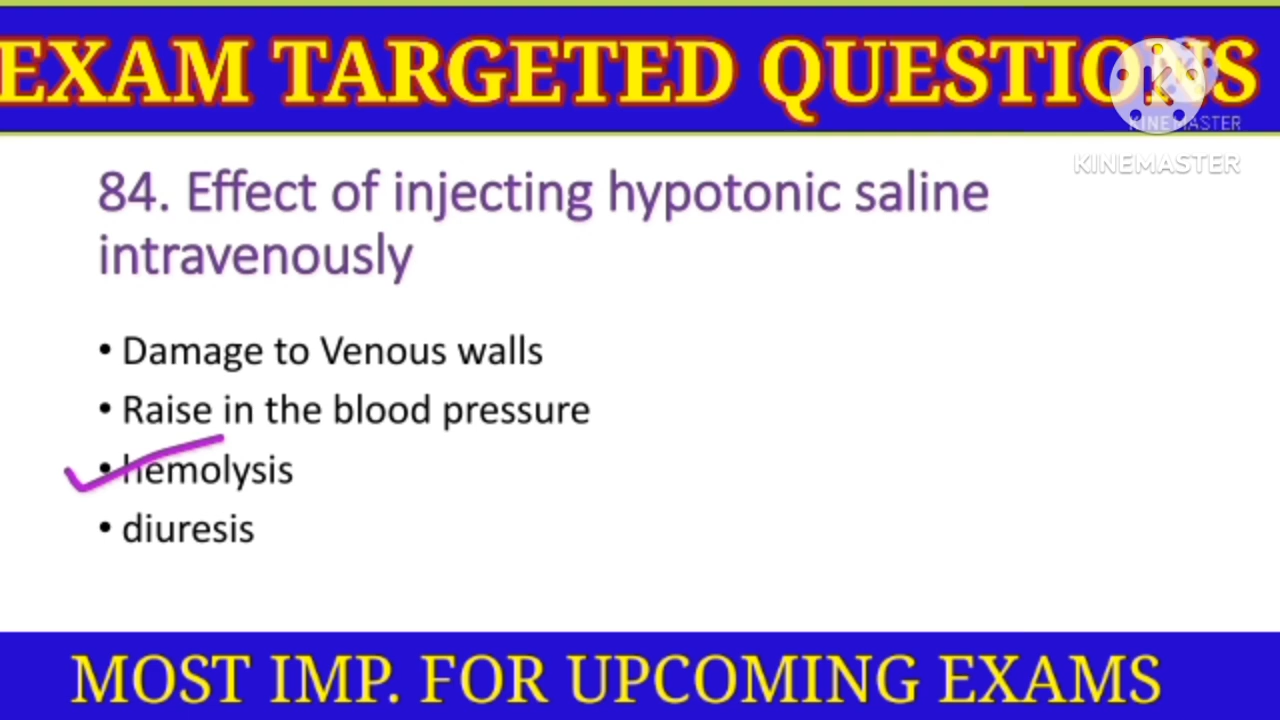 EXAM TARGETED QUESTIONS
KINEMASTER
KINEMASTER
84. Effect of injecting hypotonic saline
intravenously
• Damage to Venous walls
• Raise in the blood pressure
• hemolysis
• diuresis
MOST IMP. FOR UPCOMING EXAMS